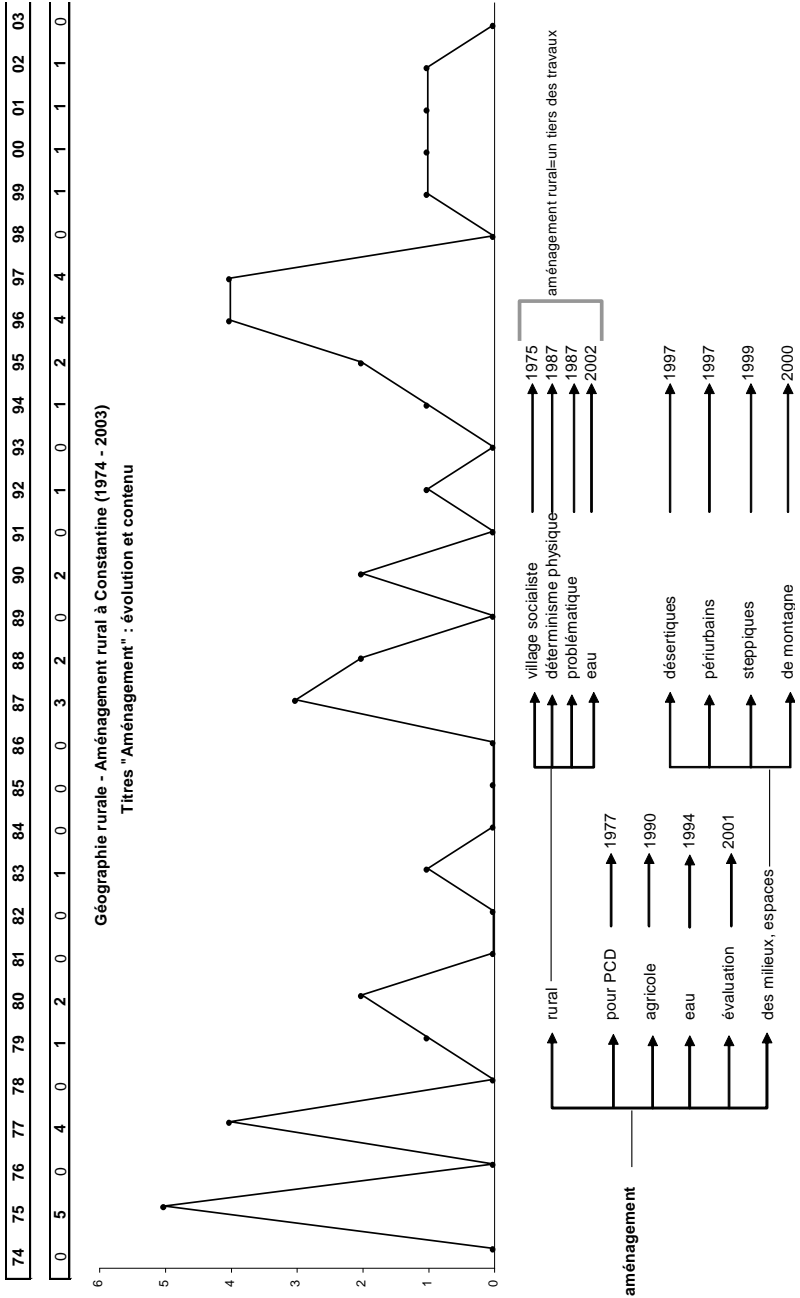 74 75 76 77 78 79 80 81 82 83 84 85 86 87 88 89 90 91 92 93 94 95 96 97 98 99 00 01 02 03
0 5 0 4 0 1 2 0 0 1 0 0 0 3 2 0 2 0 1 0 1 2 4 4 0 1 1 1 1 0
Géographie rurale - Aménagement rural à Constantine (1974 - 2003)
Titres "Aménagement" : évolution et contenu
6
5
4
3
2
1
0
aménagement
rural
village socialiste 1975
déterminisme physique 1987
problématique 1987
eau 2002
aménagement rural=un tiers des travaux
pour PCD 1977
agricole 1990
eau 1994
évaluation 2001
des milieux, espaces
désertiques 1997
périurbains 1997
steppiques 1999
de montagne 2000